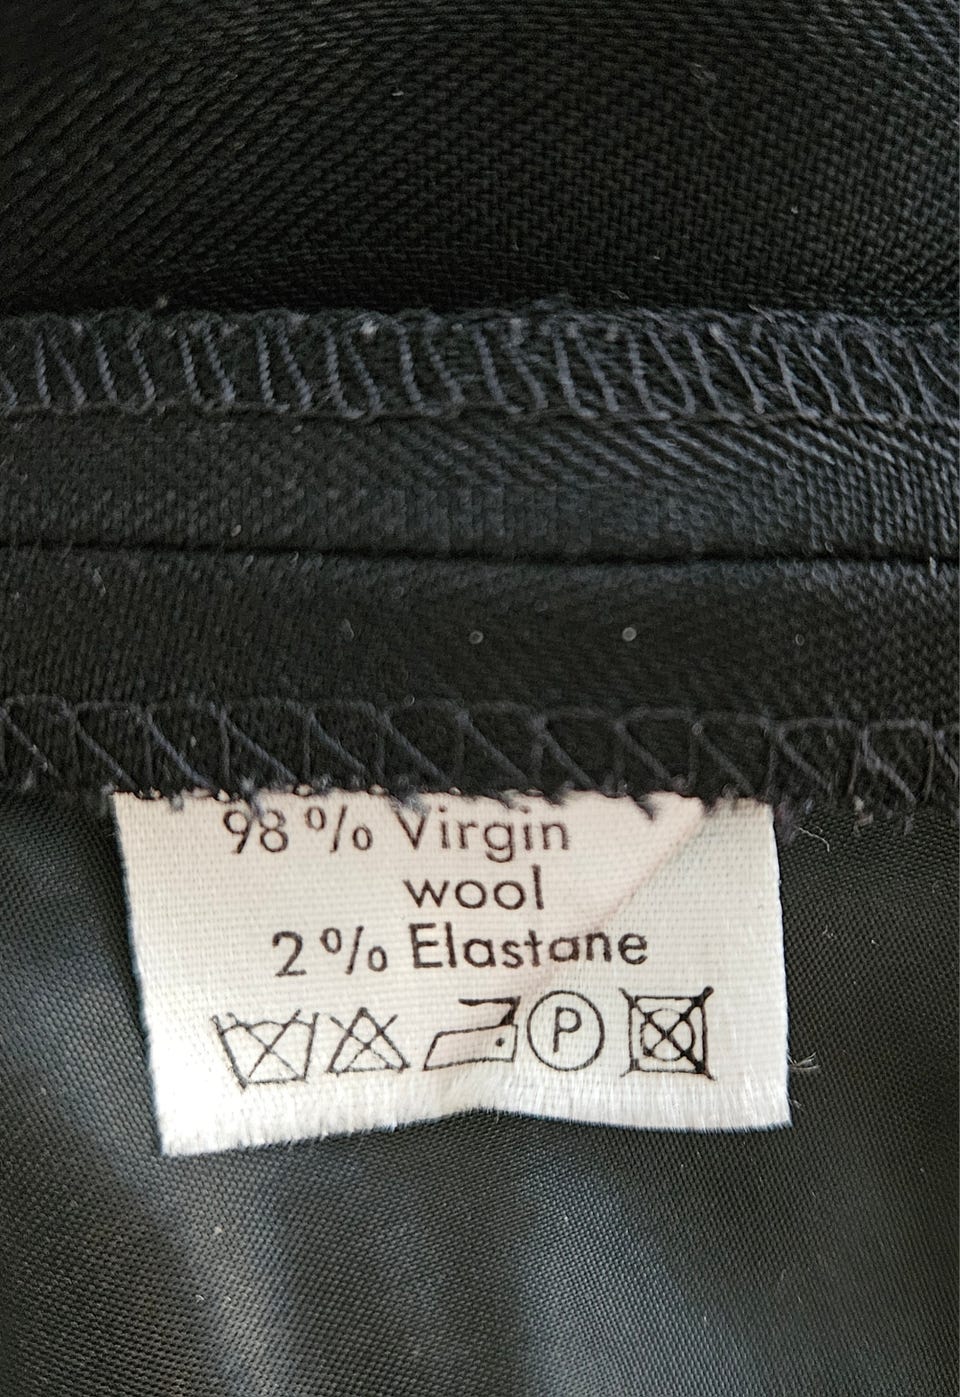 98 % Virgin
wool
2 % Elastane
P